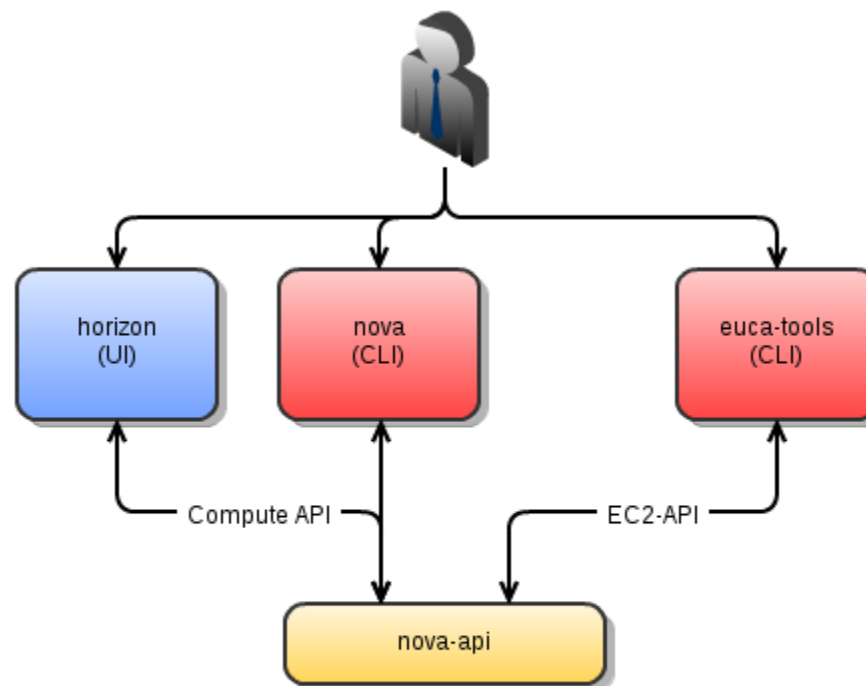 horizon
(UI)
nova
(CLI)
euca-tools
(CLI)
Compute API
EC2-API
nova-api